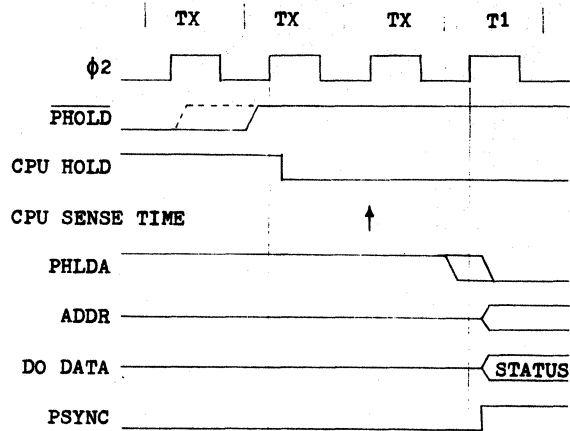 TX TX TX T1
ϕ2
PHOLD
CPU HOLD
CPU SENSE TIME
PHLDA
ADDR
DO DATA STATUS
PSYNC